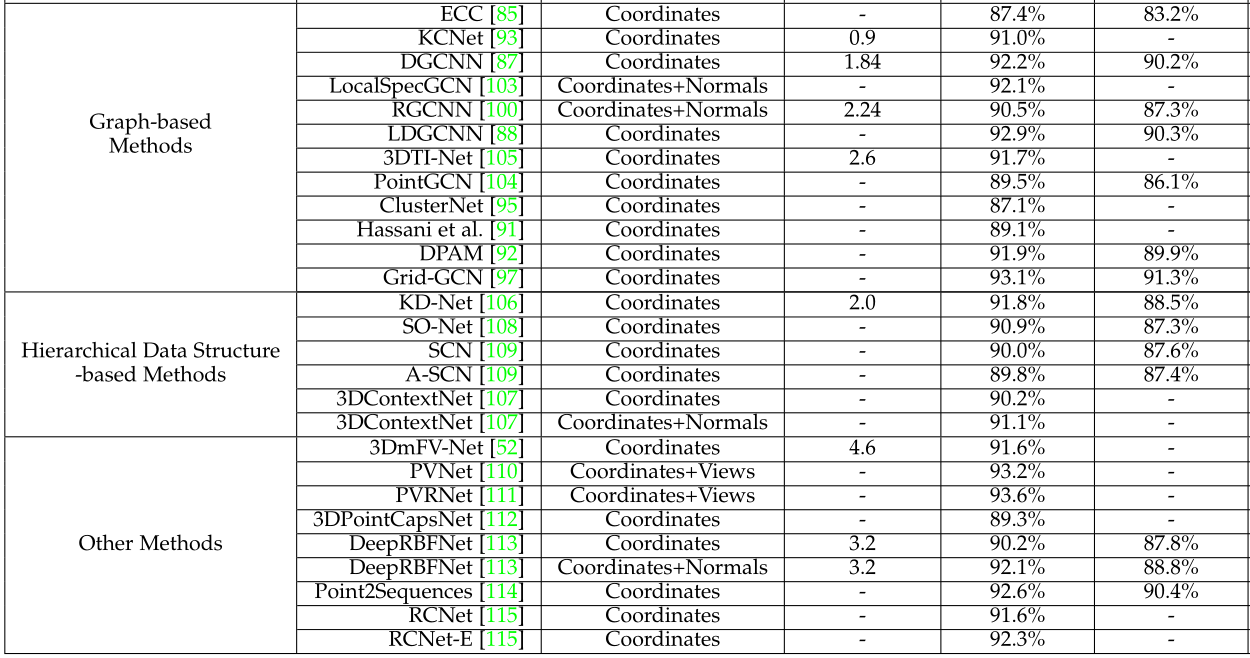 ECC [85] Coordinates - 87.4% 83.2%
KCNet [93] Coordinates 0.9 91.0% -
DGCNN [87] Coordinates 1.84 92.2% 90.2%
LocalSpecGCN [103] Coordinates+Normals - 92.1% -
RGCNN [100] Coordinates+Normals 2.24 90.5% 87.3%
Graph-based
Methods
LDGCNN [88] Coordinates - 92.9% 90.3%
3DTI-Net [105] Coordinates 2.6 91.7% -
PointGCN [104] Coordinates - 89.5% 86.1%
ClusterNet [95] Coordinates - 87.1% -
Hassani et al. [91] Coordinates - 89.1% -
DPAM [92] Coordinates - 91.9% 89.9%
Grid-GCN [97] Coordinates - 93.1% 91.3%
KD-Net [106] Coordinates 2.0 91.8% 88.5%
SO-Net [108] Coordinates - 90.9% 87.3%
Hierarchical Data Structure
-based Methods
SCN [109] Coordinates - 90.0% 87.6%
A-SCN [109] Coordinates - 89.8% 87.4%
3DContextNet [107] Coordinates - 90.2% -
3DContextNet [107] Coordinates+Normals - 91.1% -
3DmFV-Net [52] Coordinates 4.6 91.6% -
PVNet [110] Coordinates+Views - 93.2% -
PVRNet [111] Coordinates+Views - 93.6% -
3DPointCapsNet [112] Coordinates - 89.3% -
Other Methods
DeepRBFNet [113] Coordinates 3.2 90.2% 87.8%
DeepRBFNet [113] Coordinates+Normals 3.2 92.1% 88.8%
Point2Sequences [114] Coordinates - 92.6% 90.4%
RCNet [115] Coordinates - 91.6% -
RCNet-E [115] Coordinates - 92.3% -